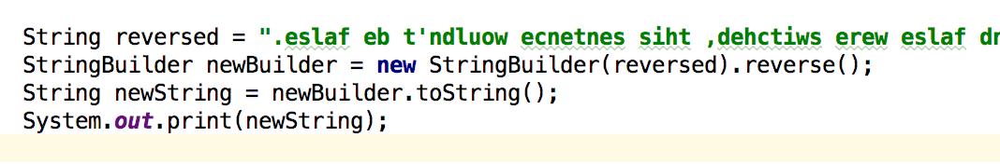 String reversed = ".eslaf eb t'ndluow ecnetnes siht ,dehctiws erew eslaf dn
StringBuilder newBuilder = new StringBuilder(reversed).reverse();
String newString = newBuilder.toString();
System.out.print(newString);